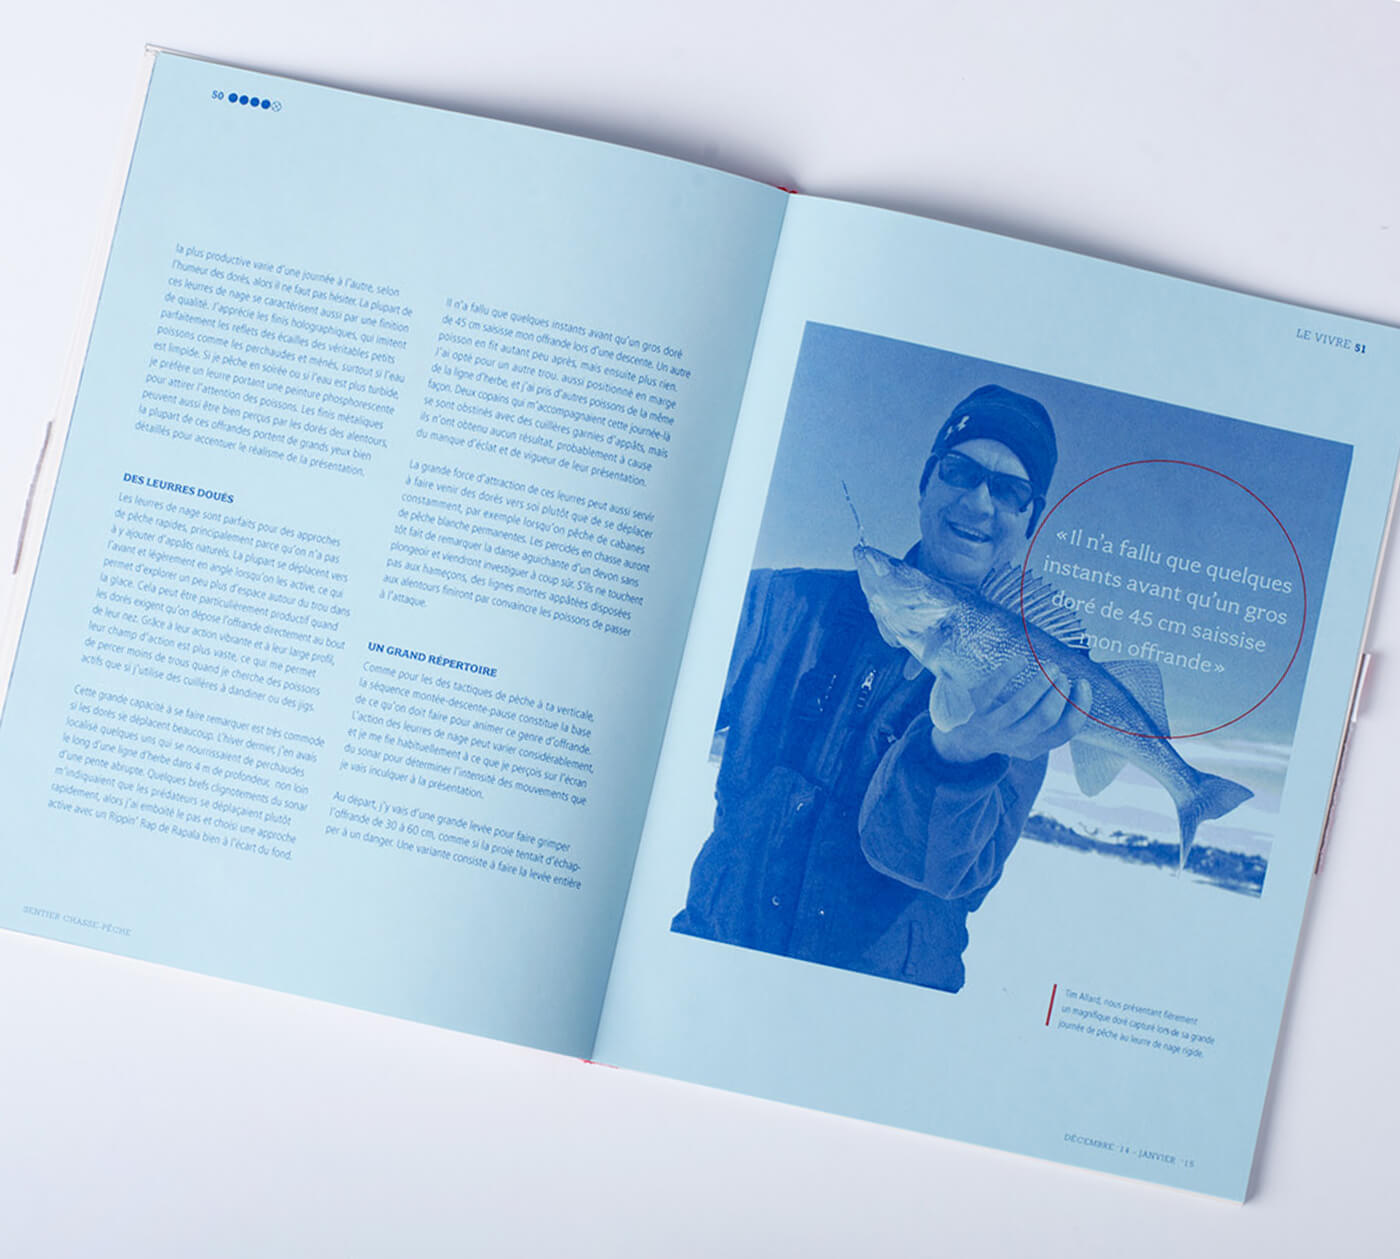 50
la plus productive varie d'une journée à l'autre, selon
l'humeur des dorés, alors il ne faut pas hésiter. La plupart de
ces leurres de nage se caractérisent aussi par une finition
de qualité. J'apprécie les finis holographiques, qui imitent
parfaitement les reflets des écailles des véritables petits
poissons comme les perchaudes et ménés, surtout si l'eau
est limpide. Si je pêche en soirée ou si l'eau est plus turbide,
je préfère un leurre portant une peinture phosphorescente
pour attirer l'attention des poissons. Les finis métaliques
peuvent aussi être bien perçus par les dorés des alentours,
la plupart de ces offrandes portent de grands yeux bien
détaillés pour accentuer le réalisme de la présentation,
DES LEURRES DOUÉS
Les leurres de nage sont parfaits pour des approches
de pêche rapides, principalement parce qu'on n'a pas
à y ajouter d'appâts naturels. La plupart se déplacent vers
l'avant et légèrement en angle lorsqu'on les active, ce qui
permet d'explorer un peu plus d'espace autour du trou dans
la glace. Cela peut être particulièrement productif quand
les dorés exigent qu'on dépose l'offrande directement au bout
de leur nez. Grâce à leur action vibrante et à leur large profil,
leur champ d'action est plus vaste, ce qui me permet
de percer moins de trous quand je cherche des poissons
actifs que si j'utilise des cuillères à dandiner ou des jigs.
Cette grande capacité à se faire remarquer est très commode
si les dorés se déplacent beaucoup. L'hiver dernier, j'en avais
localisé quelques uns qui se nourrissaient de perchaudes
le long d'une ligne d'herbe dans 4 m de profondeur, non loin
d'une pente abrupte. Quelques brefs clignotements du sonar
m'indiquaient que les prédateurs se déplaçaient plutôt
rapidement, alors j'ai emboité le pas et choisi une approche
active avec un Rippin' Rap de Rapala bien à l'écart du fond.
Il n'a fallu que quelques instants avant qu'un gros doré
de 45 cm saisisse mon offrande lors d'une descente. Un autre
poisson en fit autant peu après, mais ensuite plus rien.
J'ai opté pour un autre trou. aussi positionné en marge
de la ligne d'herbe, et j'ai pris d'autres poissons de la même
façon. Deux copains qui m'accompagnaient cette journée-là
se sont obstinés avec des cuillères garnies d'appâts, mais
ils n'ont obtenu aucun résultat, probablement à cause
du manque d'éclat et de vigueur de leur présentation.
La grande force d'attraction de ces leurres peut aussi servir
à faire venir des dorés vers soi plutôt que de se déplacer
constamment, par exemple lorsqu'on pêche de cabanes
de pêche blanche permanentes. Les percidés en chasse auront
tôt fait de remarquer la danse aguichante d'un devon sans
plongeoir et viendront investiguer à coup sûr. S'ils ne touchent
pas aux hameçons, des lignes mortes appâtées disposées
aux alentours finiront par convaincre les poissons de passer
à l'attaque.
UN GRAND RÉPERTOIRE
Comme pour les des tactiques de pêche à ta verticale,
la séquence montée-descente-pause constitue la base
de ce qu'on doit faire pour animer ce genre d'offrande.
L'action des leurres de nage peut varier considérablement,
et je me fie habituellement à ce que je perçois sur l'écran
du sonar pour déterminer l'intensité des mouvements que
je vais inculquer à la présentation.
Au départ, j'y vais d'une grande levée pour faire grimper
l'offrande de 30 à 60 cm, comme si la proie tentait d'échap-
per à un danger. Une variante consiste à faire la levée entière
SENTIER CHASSE-PÊCHE
LE VIVRE 51
«Il n'a fallu que quelques
instants avant qu'un gros
doré de 45 cm saissise
mon offrande»
Tim Allard, nous présentant fièrement
un magnifique doré capturé lors de sa grande
journée de pêche au leurre de nage rigide.
DÉCEMBRE '14 - JANVIER '15